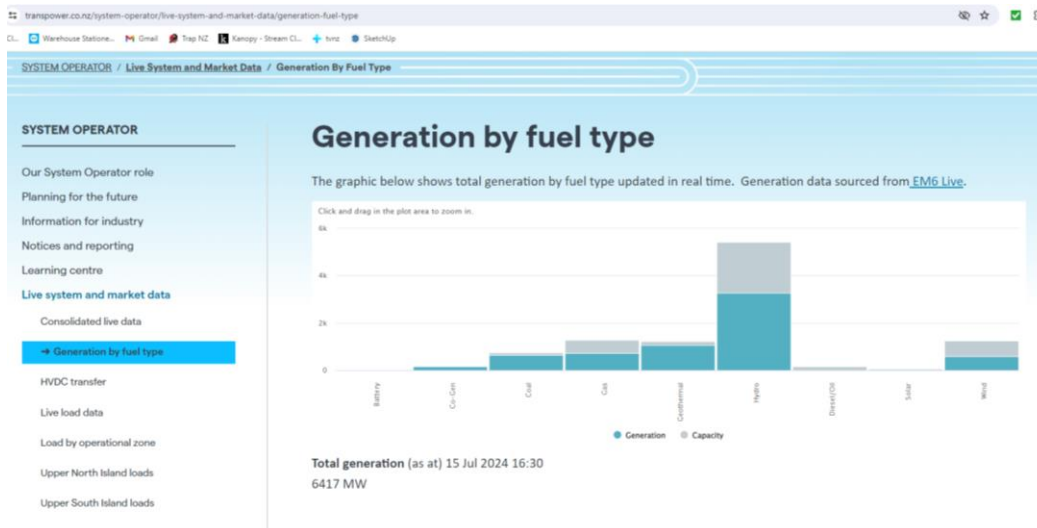 transpower.co.nz/system-operator/live-system-and-market-data/generation-fuel-type
Cl... Warehouse Statione... Gmail Trap NZ Kanopy - Stream Cl... tvnz SketchUp
SYSTEM OPERATOR / Live System and Market Data / Generation By Fuel Type
SYSTEM OPERATOR
Our System Operator role
Planning for the future
Information for industry
Notices and reporting
Learning centre
Live system and market data
Consolidated live data
→ Generation by fuel type
HVDC transfer
Live load data
Load by operational zone
Upper North Island loads
Upper South Island loads
Generation by fuel type
The graphic below shows total generation by fuel type updated in real time. Generation data sourced from EM6 Live.
Click and drag in the plot area to zoom in.
6k
4k
2k
0
Battery
Co-Gen
Coal
Gas
Geothermal
Hydro
Diesel/Oil
Solar
Wind
Generation Capacity
Total generation (as at) 15 Jul 2024 16:30
6417 MW